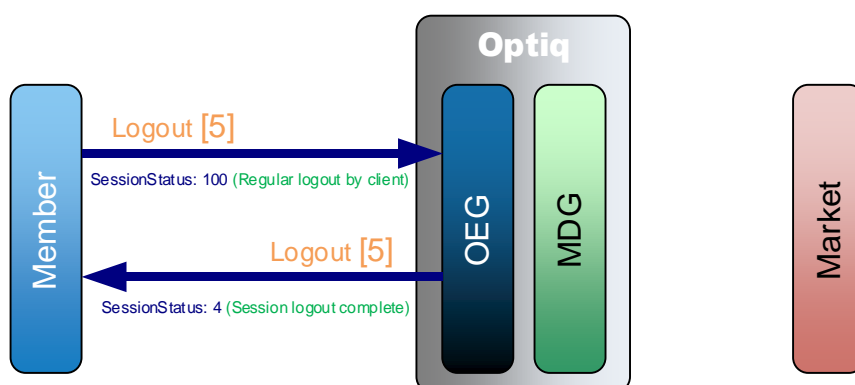 Optiq
Logout [5]
SessionStatus: 100 (Regular logout by client)
Logout [5]
SessionStatus: 4 (Session logout complete)
Member
OEG
MDG
Market